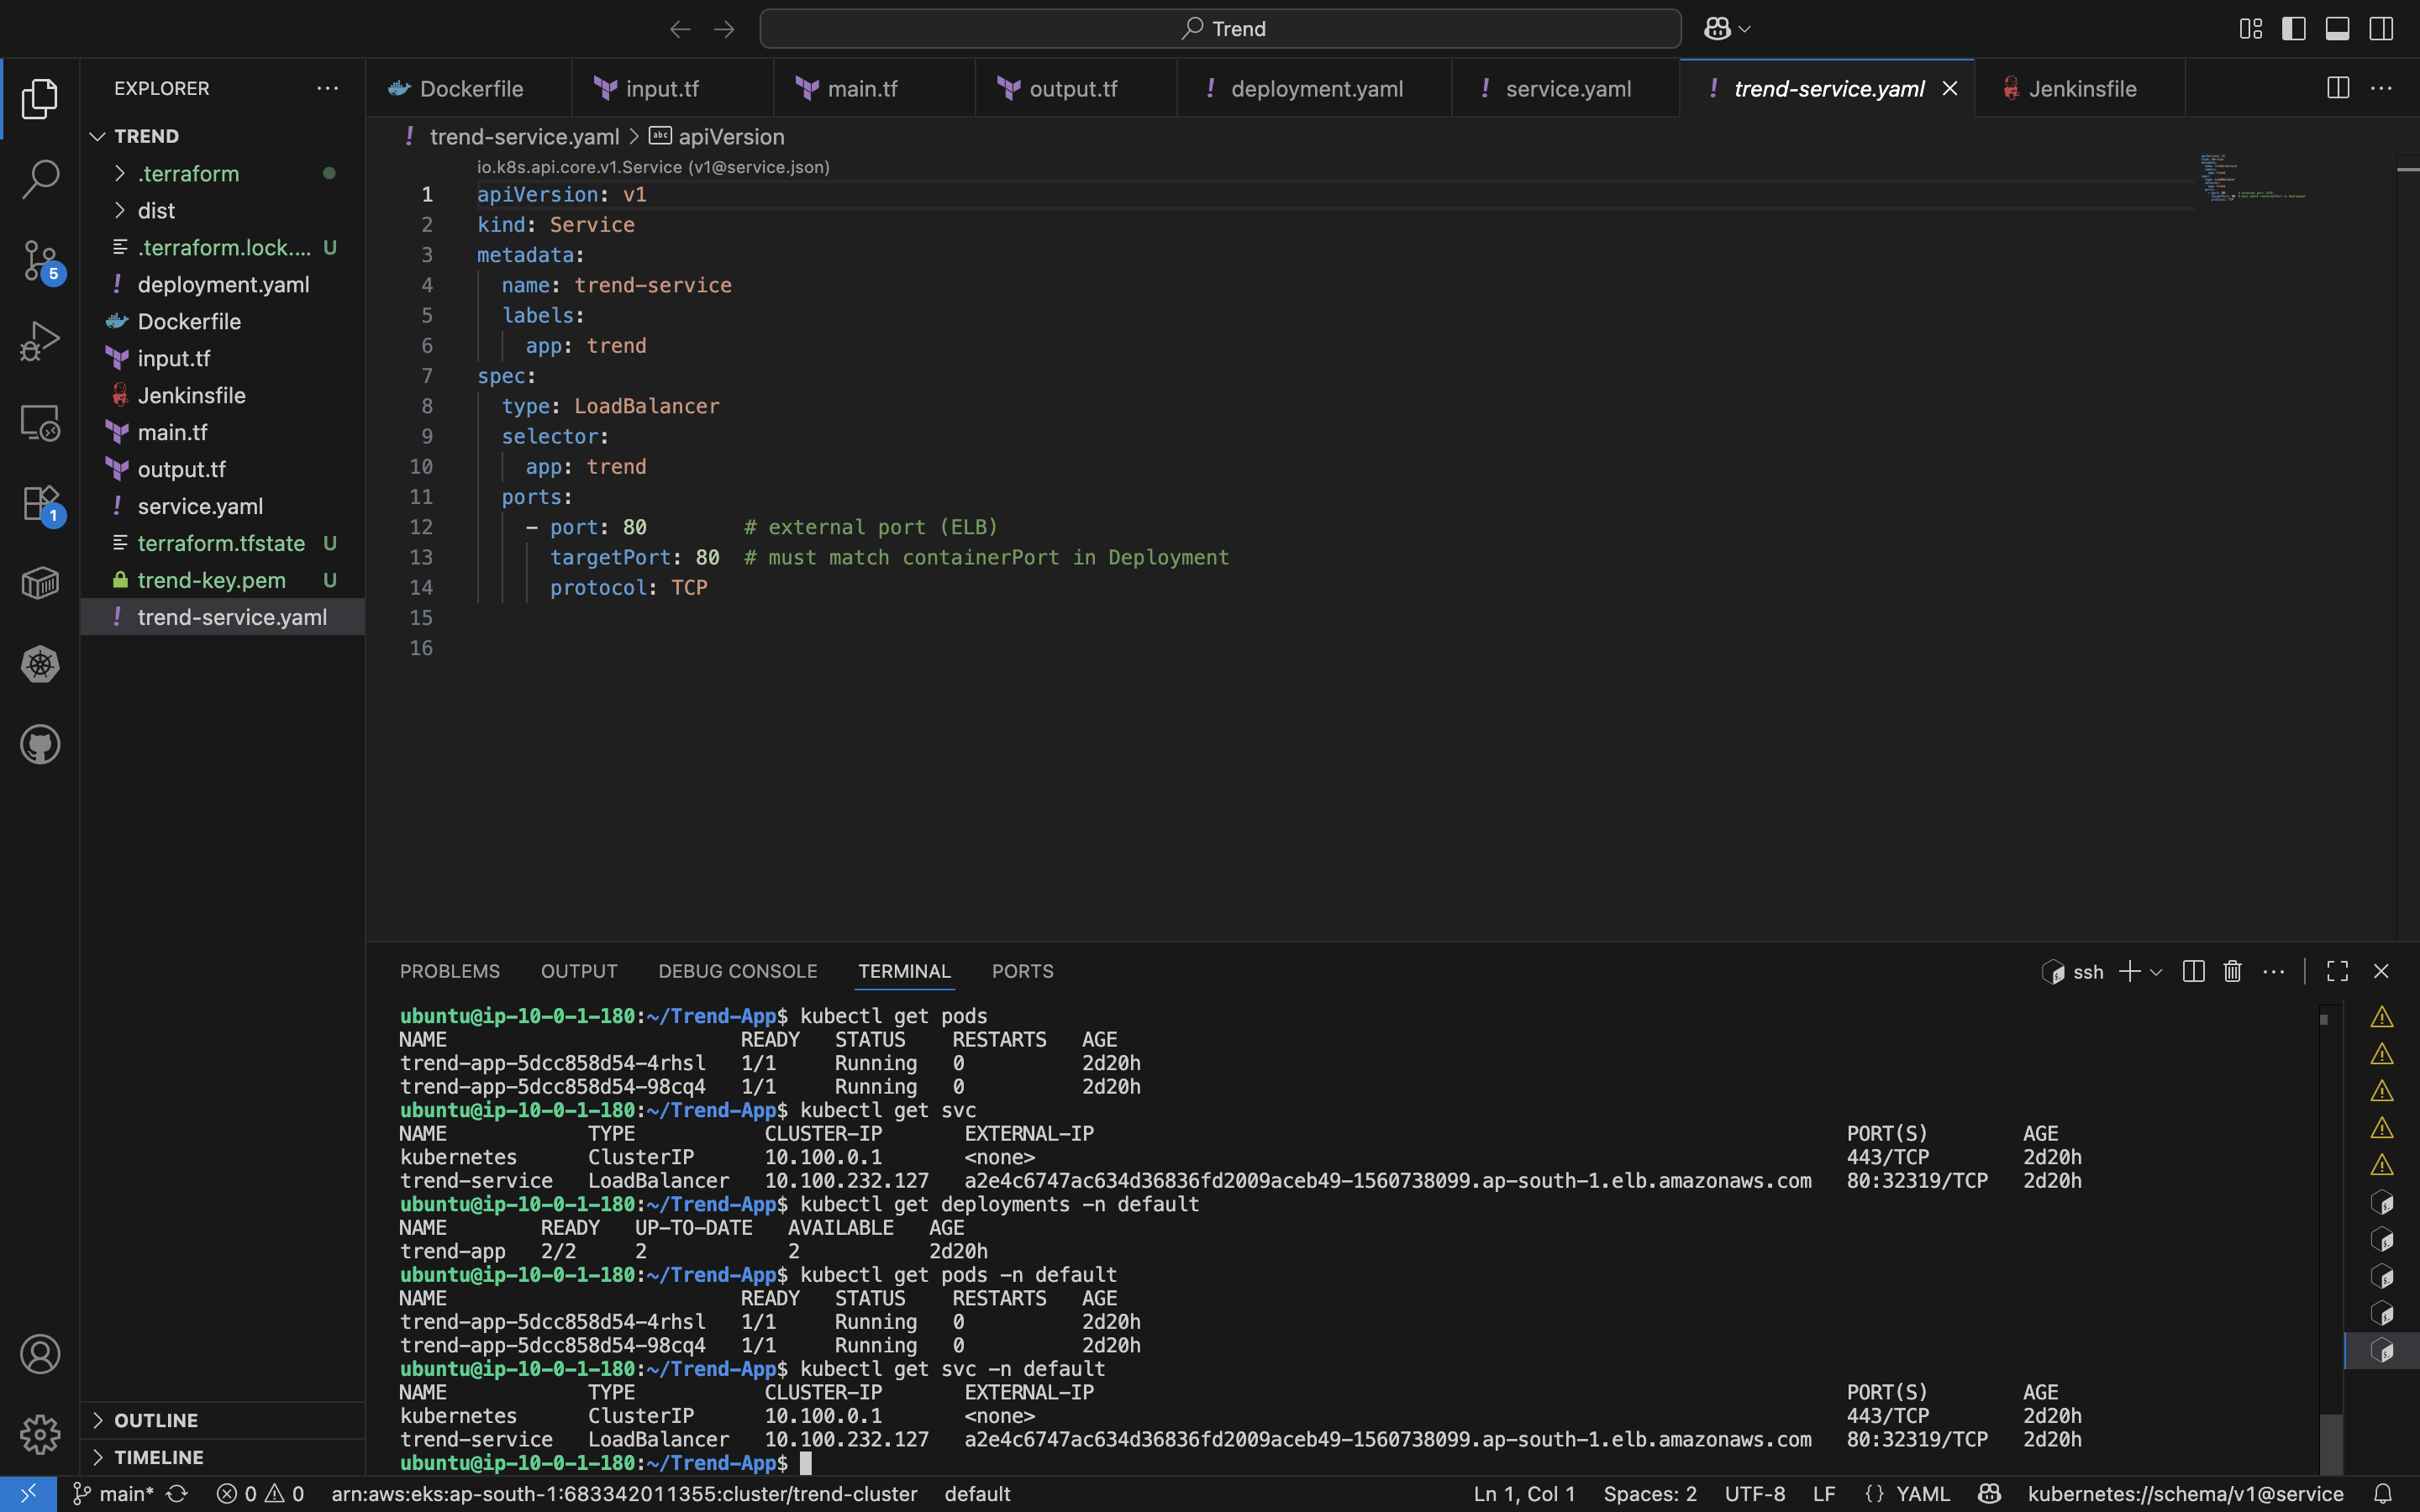 Trend
EXPLORER
Dockerfile
input.tf
main.tf
output.tf
deployment.yaml
service.yaml
trend-service.yaml
Jenkinsfile
TREND
.terraform
dist
.terraform.lock.... U
deployment.yaml
Dockerfile
input.tf
Jenkinsfile
main.tf
output.tf
service.yaml
terraform.tfstate U
trend-key.pem U
trend-service.yaml
5
1
OUTLINE
TIMELINE
trend-service.yaml > apiVersion
io.k8s.api.core.v1.Service (v1@service.json)
1 apiVersion: v1
2 kind: Service
3 metadata:
4 name: trend-service
5 labels:
6 app: trend
7 spec:
8 type: LoadBalancer
9 selector:
10 app: trend
11 ports:
12 - port: 80 # external port (ELB)
13 targetPort: 80 # must match containerPort in Deployment
14 protocol: TCP
15
16
PROBLEMS OUTPUT DEBUG CONSOLE TERMINAL PORTS
ssh
ubuntu@ip-10-0-1-180:~/Trend-App$ kubectl get pods
NAME READY STATUS RESTARTS AGE
trend-app-5dcc858d54-4rhsl 1/1 Running 0 2d20h
trend-app-5dcc858d54-98cq4 1/1 Running 0 2d20h
ubuntu@ip-10-0-1-180:~/Trend-App$ kubectl get svc
NAME TYPE CLUSTER-IP EXTERNAL-IP PORT(S) AGE
kubernetes ClusterIP 10.100.0.1 <none> 443/TCP 2d20h
trend-service LoadBalancer 10.100.232.127 a2e4c6747ac634d36836fd2009aceb49-1560738099.ap-south-1.elb.amazonaws.com 80:32319/TCP 2d20h
ubuntu@ip-10-0-1-180:~/Trend-App$ kubectl get deployments -n default
NAME READY UP-TO-DATE AVAILABLE AGE
trend-app 2/2 2 2 2d20h
ubuntu@ip-10-0-1-180:~/Trend-App$ kubectl get pods -n default
NAME READY STATUS RESTARTS AGE
trend-app-5dcc858d54-4rhsl 1/1 Running 0 2d20h
trend-app-5dcc858d54-98cq4 1/1 Running 0 2d20h
ubuntu@ip-10-0-1-180:~/Trend-App$ kubectl get svc -n default
NAME TYPE CLUSTER-IP EXTERNAL-IP PORT(S) AGE
kubernetes ClusterIP 10.100.0.1 <none> 443/TCP 2d20h
trend-service LoadBalancer 10.100.232.127 a2e4c6747ac634d36836fd2009aceb49-1560738099.ap-south-1.elb.amazonaws.com 80:32319/TCP 2d20h
ubuntu@ip-10-0-1-180:~/Trend-App$
main* 0 0 arn:aws:eks:ap-south-1:683342011355:cluster/trend-cluster default Ln 1, Col 1 Spaces: 2 UTF-8 LF {} YAML kubernetes://schema/v1@service